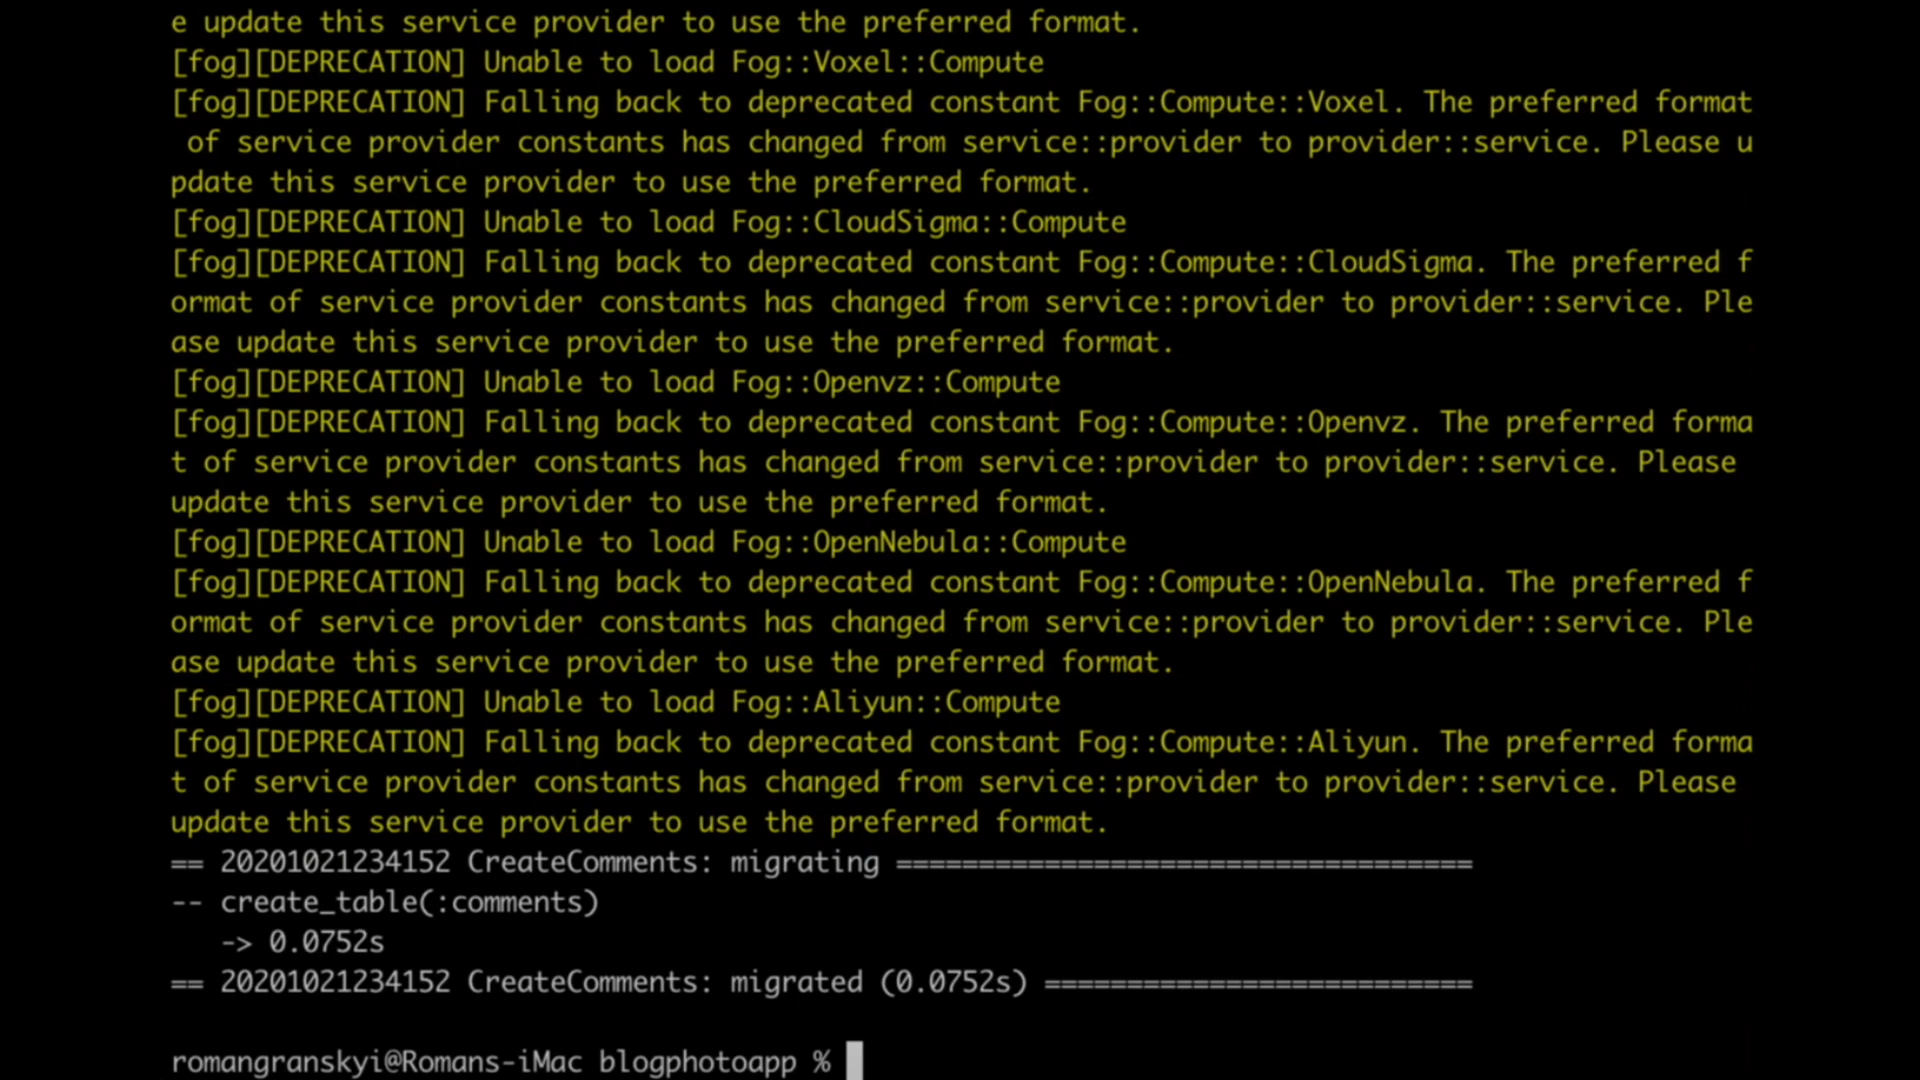 e update this service provider to use the preferred format.
[fog][DEPRECATION] Unable to load Fog::Voxel::Compute
[fog][DEPRECATION] Falling back to deprecated constant Fog::Compute::Voxel. The preferred format
 of service provider constants has changed from service::provider to provider::service. Please u
pdate this service provider to use the preferred format.
[fog][DEPRECATION] Unable to load Fog::CloudSigma::Compute
[fog][DEPRECATION] Falling back to deprecated constant Fog::Compute::CloudSigma. The preferred f
ormat of service provider constants has changed from service::provider to provider::service. Ple
ase update this service provider to use the preferred format.
[fog][DEPRECATION] Unable to load Fog::Openvz::Compute
[fog][DEPRECATION] Falling back to deprecated constant Fog::Compute::Openvz. The preferred forma
t of service provider constants has changed from service::provider to provider::service. Please
update this service provider to use the preferred format.
[fog][DEPRECATION] Unable to load Fog::OpenNebula::Compute
[fog][DEPRECATION] Falling back to deprecated constant Fog::Compute::OpenNebula. The preferred f
ormat of service provider constants has changed from service::provider to provider::service. Ple
ase update this service provider to use the preferred format.
[fog][DEPRECATION] Unable to load Fog::Aliyun::Compute
[fog][DEPRECATION] Falling back to deprecated constant Fog::Compute::Aliyun. The preferred forma
t of service provider constants has changed from service::provider to provider::service. Please
update this service provider to use the preferred format.
== 20201021234152 CreateComments: migrating ===================================
-- create_table(:comments)
   -> 0.0752s
== 20201021234152 CreateComments: migrated (0.0752s) ==========================

romangranskyi@Romans-iMac blogphotoapp %